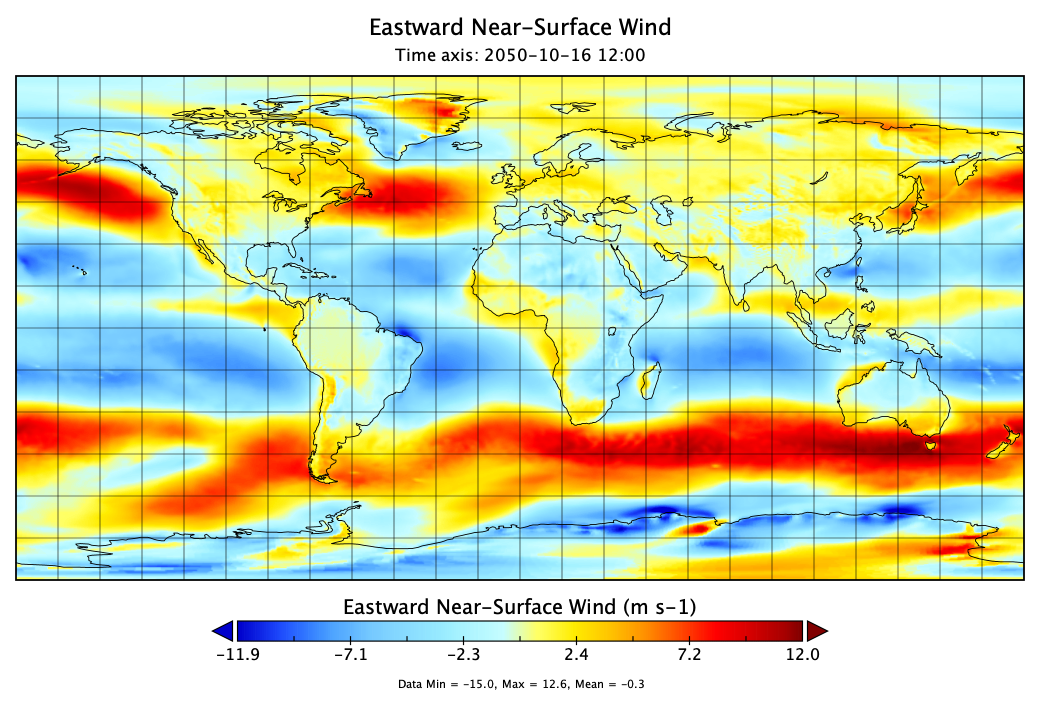 Eastward Near-Surface Wind
Time axis: 2050-10-16 12:00
Eastward Near-Surface Wind (m s-1)
-11.9 -7.1 -2.3 2.4 7.2 12.0
Data Min = -15.0, Max = 12.6, Mean = -0.3